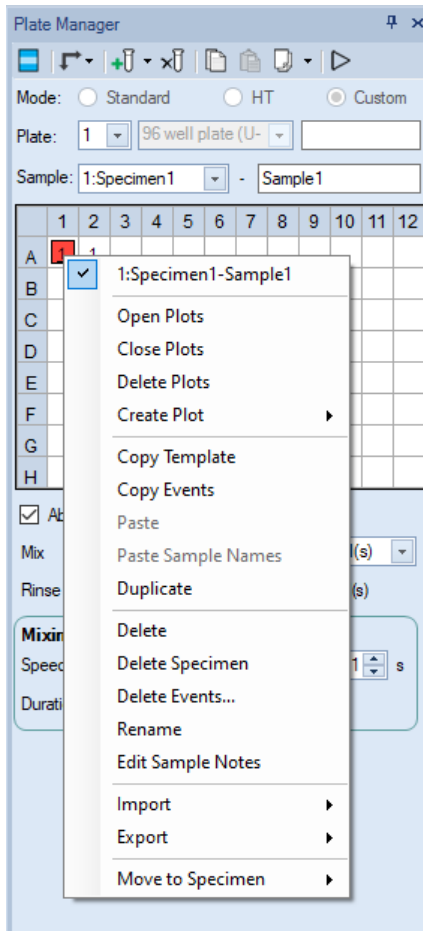 Plate Manager
Mode: Standard HT Custom
Plate: 1 96 well plate (U-
Sample: 1:Specimen1 - Sample1
1 2 3 4 5 6 7 8 9 10 11 12
A 1 1
1:Specimen1-Sample1
B
Open Plots
C
Close Plots
D
Delete Plots
E
Create Plot
F
G
Copy Template
H
Copy Events
Paste
Mix Paste Sample Names (s)
Rinse Duplicate (s)
Delete
Speed Delete Specimen 1 s
Delete Events...
Rename
Edit Sample Notes
Import
Export
Move to Specimen